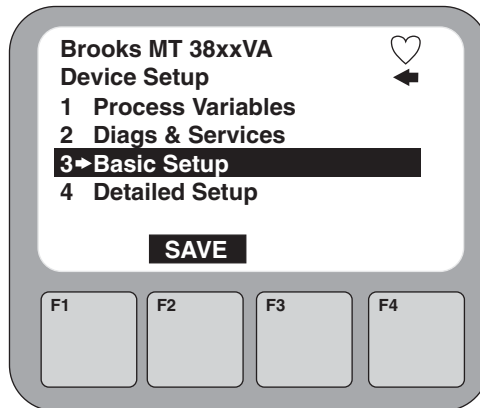 Brooks MT 38xxVA
Device Setup
1 Process Variables
2 Diags & Services
3 Basic Setup
4 Detailed Setup
SAVE
F1 F2 F3 F4